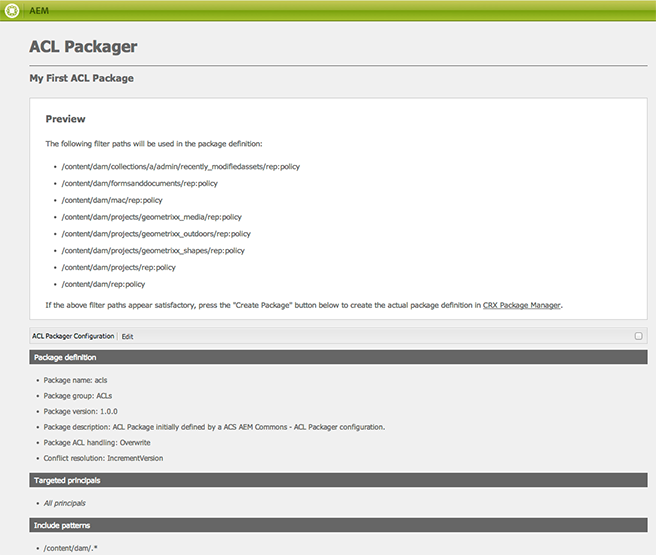 AEM
ACL Packager
My First ACL Package
Preview
The following filter paths will be used in the package definition:
• /content/dam/collections/a/admin/recently_modifiedassets/rep:policy
• /content/dam/formsanddocuments/rep:policy
• /content/dam/mac/rep:policy
• /content/dam/projects/geometrixx_media/rep:policy
• /content/dam/projects/geometrixx_outdoors/rep:policy
• /content/dam/projects/geometrixx_shapes/rep:policy
• /content/dam/projects/rep:policy
• /content/dam/rep:policy
If the above filter paths appear satisfactory, press the "Create Package" button below to create the actual package definition in CRX Package Manager.
ACL Packager Configuration | Edit
Package definition
• Package name: acls
• Package group: ACLs
• Package version: 1.0.0
• Package description: ACL Package initially defined by a ACS AEM Commons - ACL Packager configuration.
• Package ACL handling: Overwrite
• Conflict resolution: IncrementVersion
Targeted principals
• All principals
Include patterns
• /content/dam/.*